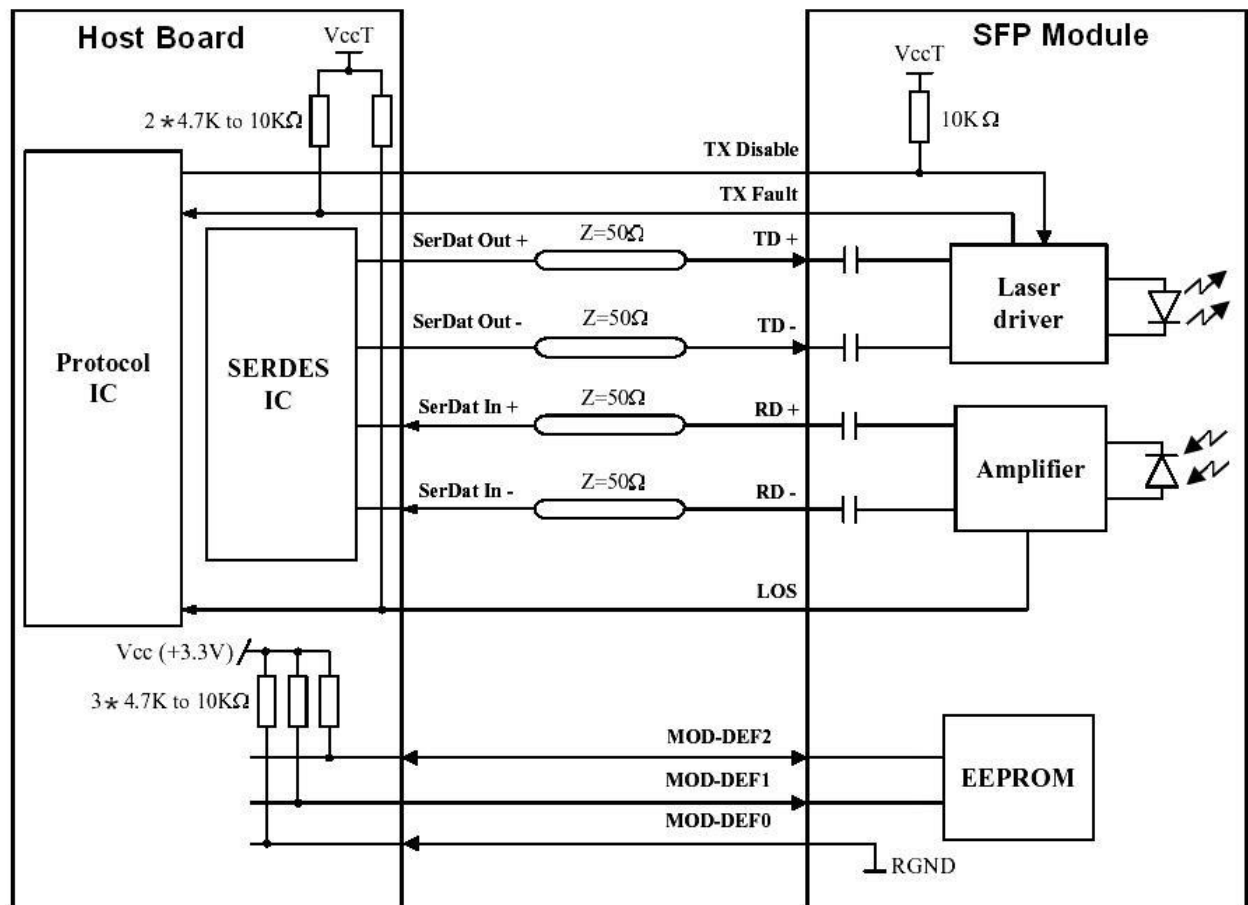 Host Board
SFP Module
VccT
VccT
2*4.7K to 10KΩ
10KΩ
TX Disable
TX Fault
SerDat Out +
Z=50Ω
TD +
Laser driver
SerDat Out -
Z=50Ω
TD -
Protocol IC
SERDES IC
SerDat In +
Z=50Ω
RD +
Amplifier
SerDat In -
Z=50Ω
RD -
LOS
Vcc (+3.3V)
3* 4.7K to 10KΩ
MOD-DEF2
MOD-DEF1
EEPROM
MOD-DEF0
RGND